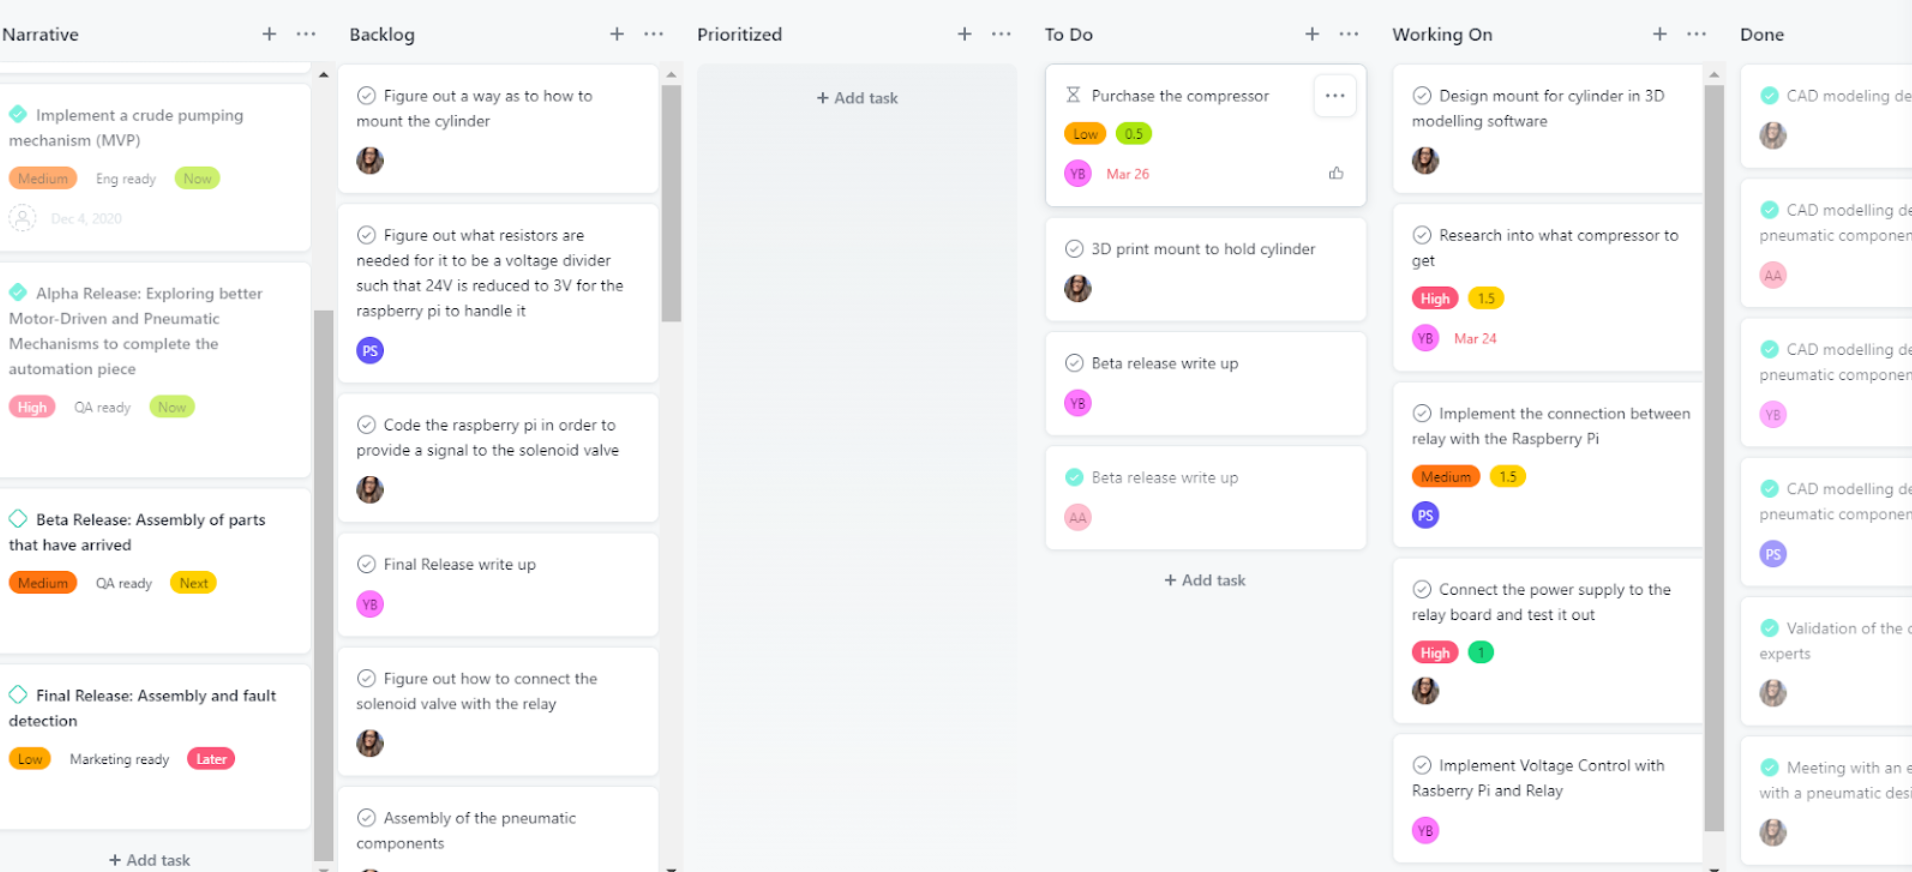 Narrative
Implement a crude pumping
mechanism (MVP)
Medium Eng ready Now
Dec 4, 2020
Alpha Release: Exploring better
Motor-Driven and Pneumatic
Mechanisms to complete the
automation piece
High QA ready Now
Beta Release: Assembly of parts
that have arrived
Medium QA ready Next
Final Release: Assembly and fault
detection
Low Marketing ready Later
+ Add task
Backlog
Figure out a way as to how to
mount the cylinder
Figure out what resistors are
needed for it to be a voltage divider
such that 24V is reduced to 3V for the
raspberry pi to handle it
PS
Code the raspberry pi in order to
provide a signal to the solenoid valve
Final Release write up
YB
Figure out how to connect the
solenoid valve with the relay
Assembly of the pneumatic
components
Prioritized
+ Add task
To Do
Purchase the compressor
Low 0.5
YB Mar 26
3D print mount to hold cylinder
Beta release write up
YB
Beta release write up
AA
+ Add task
Working On
Design mount for cylinder in 3D
modelling software
Research into what compressor to
get
High 1.5
YB Mar 24
Implement the connection between
relay with the Raspberry Pi
Medium 1.5
PS
Connect the power supply to the
relay board and test it out
High 1
Implement Voltage Control with
Rasberry Pi and Relay
YB
Done
CAD modeling de
CAD modelling de
pneumatic componen
AA
CAD modelling de
pneumatic componen
YB
CAD modelling de
pneumatic componen
PS
Validation of the
experts
Meeting with an e
with a pneumatic desi